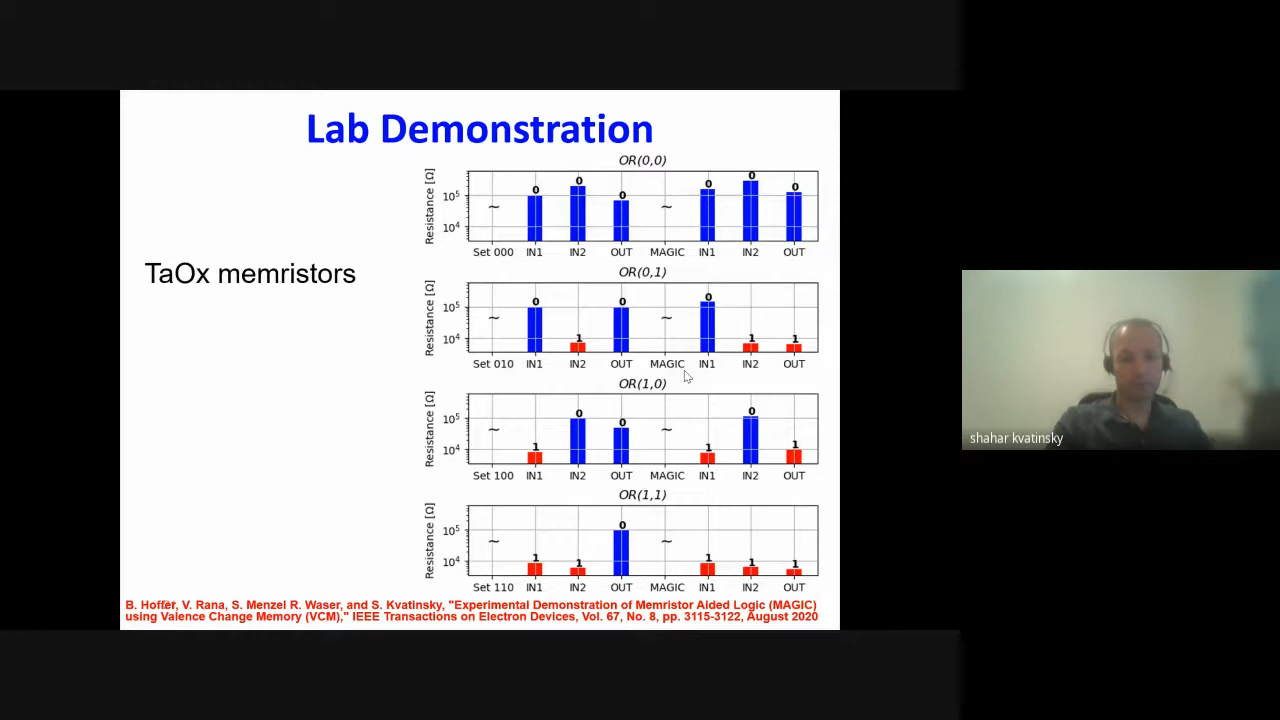 Lab Demonstration
TaOx memristors
OR(0,0)
Resistance [Ω]
10⁵
10⁴
0 0 0 0 0 0
~ ~
Set 000 IN1 IN2 OUT MAGIC IN1 IN2 OUT
OR(0,1)
Resistance [Ω]
10⁵
10⁴
0 1 0 0 1 1
~ ~
Set 010 IN1 IN2 OUT MAGIC IN1 IN2 OUT
OR(1,0)
Resistance [Ω]
10⁵
10⁴
1 0 0 1 0 1
~ ~
Set 100 IN1 IN2 OUT MAGIC IN1 IN2 OUT
OR(1,1)
Resistance [Ω]
10⁵
10⁴
1 1 0 1 1 1
~ ~
Set 110 IN1 IN2 OUT MAGIC IN1 IN2 OUT
B. Hoffer, V. Rana, S. Menzel R. Waser, and S. Kvatinsky, "Experimental Demonstration of Memristor Aided Logic (MAGIC)
using Valence Change Memory (VCM)," IEEE Transactions on Electron Devices, Vol. 67, No. 8, pp. 3115-3122, August 2020
shahar kvatinsky